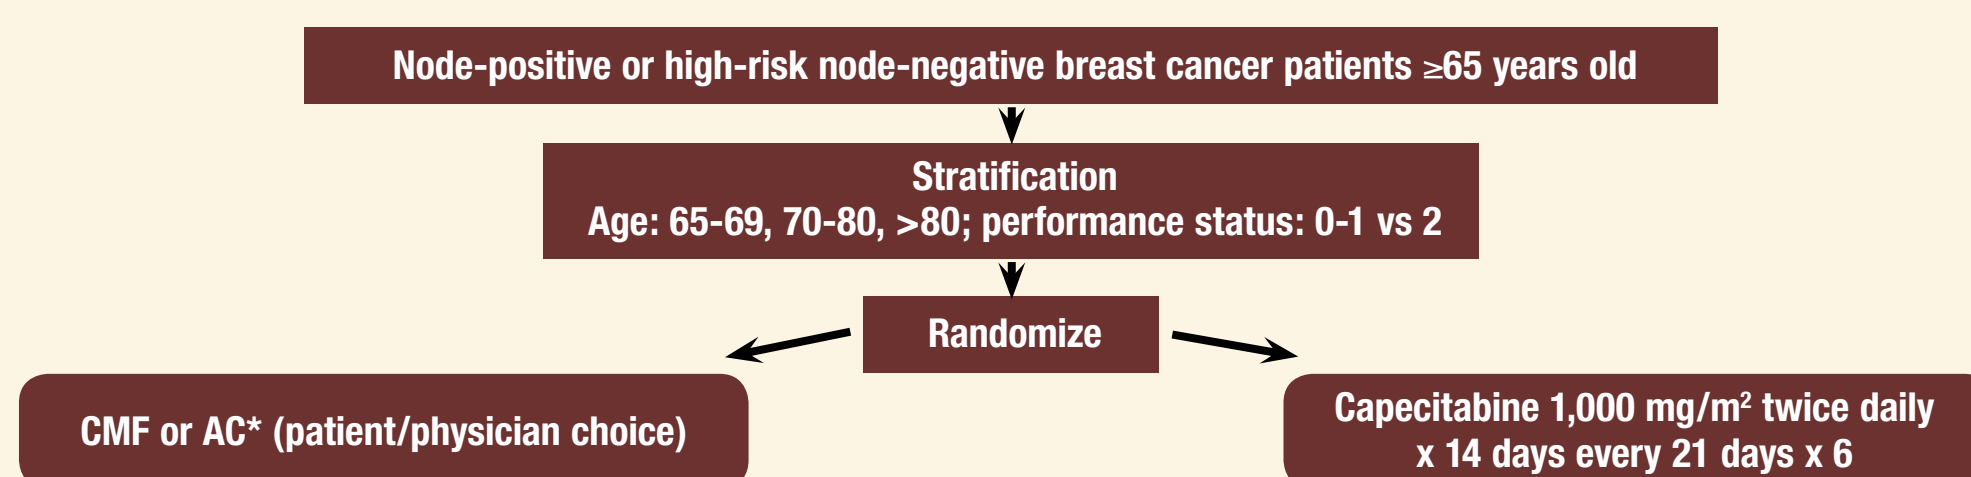 Node-positive or high-risk node-negative breast cancer patients ≥65 years old
Stratification
Age: 65-69, 70-80, >80; performance status: 0-1 vs 2
Randomize
CMF or AC* (patient/physician choice)
Capecitabine 1,000 mg/m² twice daily
x 14 days every 21 days x 6